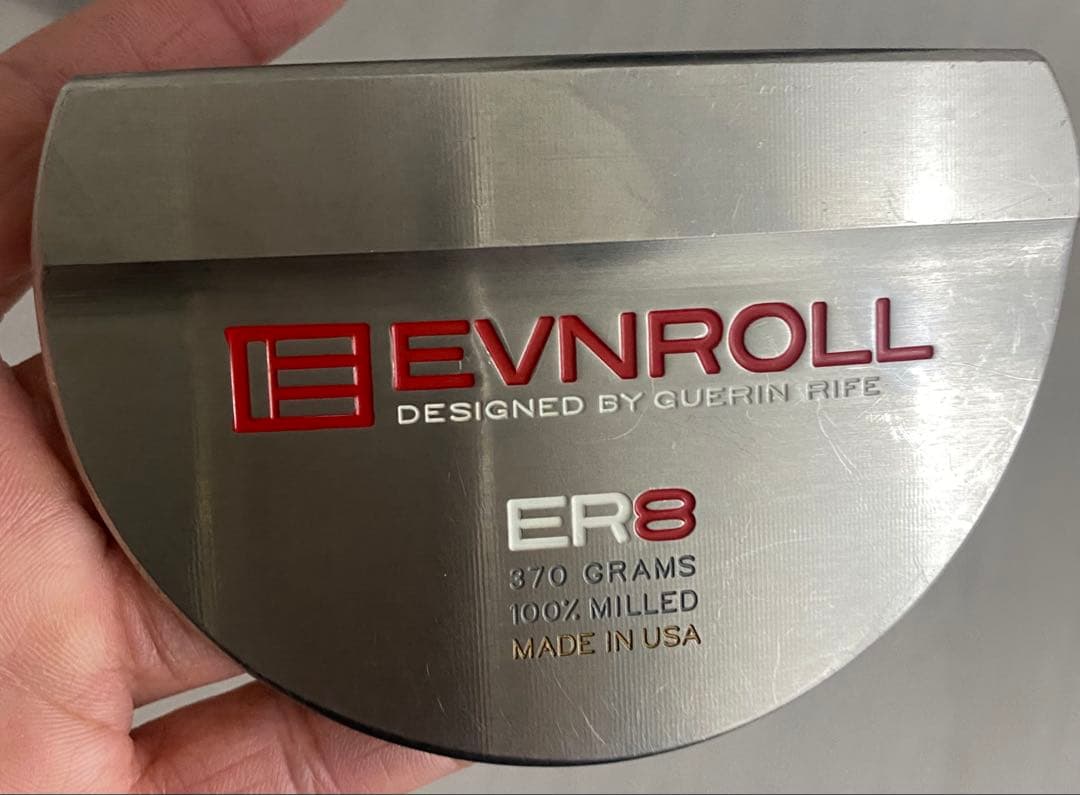 EVNROLL
DESIGNED BY GUERIN RIFE
ER8
370 GRAMS
100% MILLED
MADE IN USA